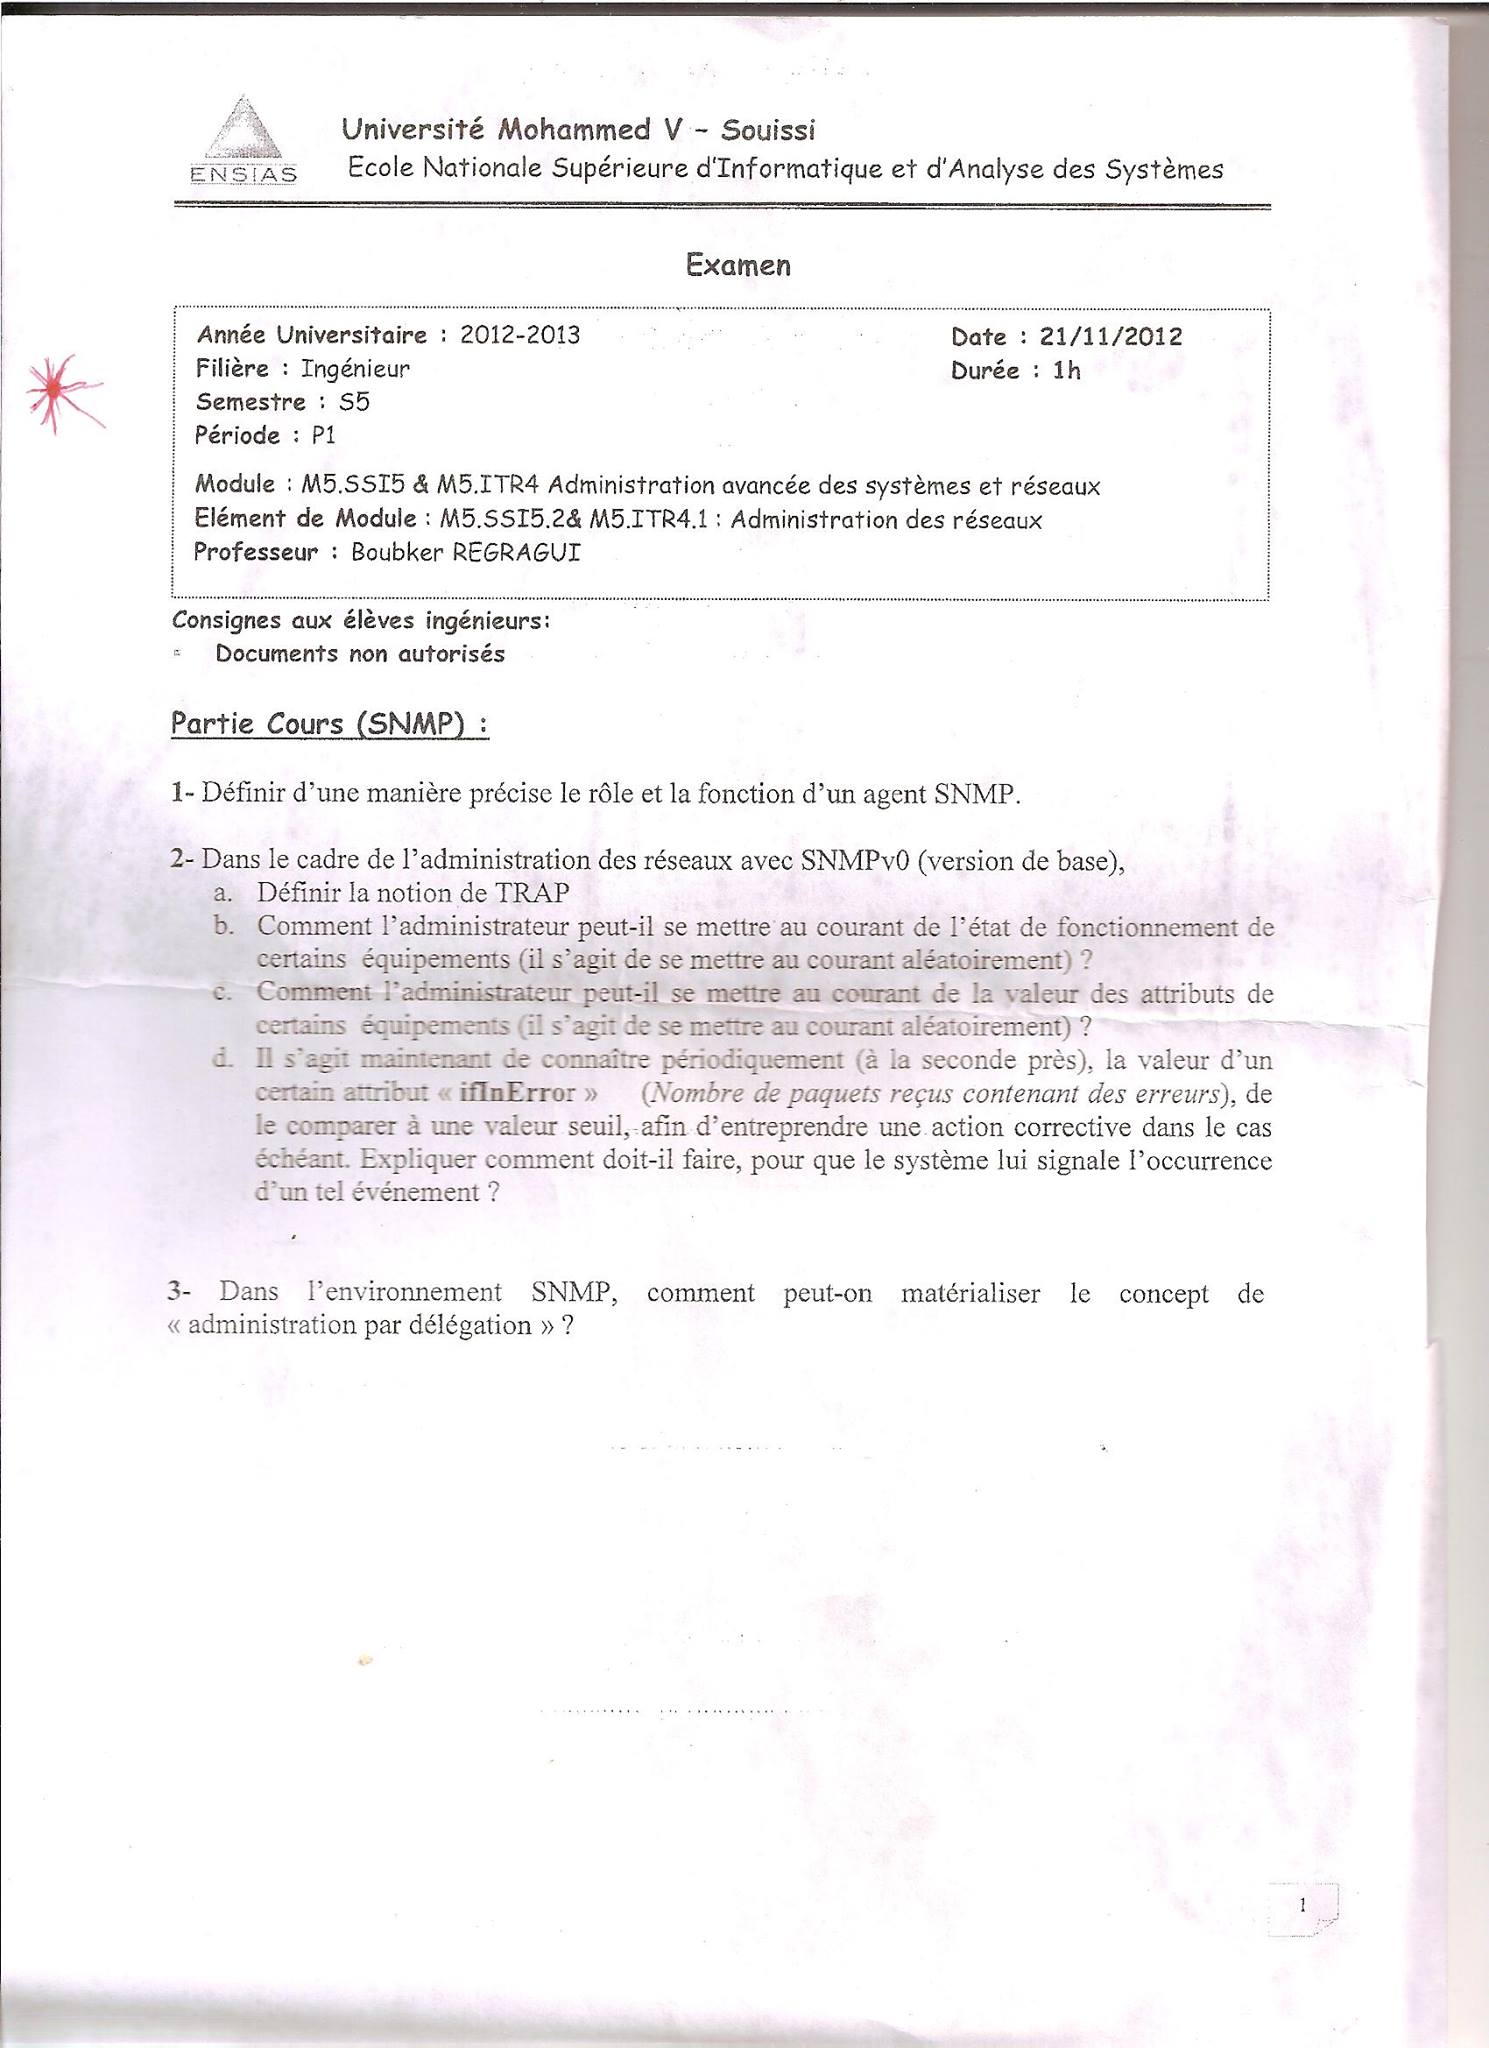 ENSIAS
Université Mohammed V - Souissi
Ecole Nationale Supérieure d'Informatique et d'Analyse des Systèmes
Examen
Année Universitaire : 2012-2013
Date : 21/11/2012
Filière : Ingénieur
Durée : 1h
Semestre : S5
Période : P1
Module : M5.SSI5 & M5.ITR4 Administration avancée des systèmes et réseaux
Elément de Module : M5.SSI5.2& M5.ITR4.1 : Administration des réseaux
Professeur : Boubker REGRAGUI
Consignes aux élèves ingénieurs:
▫ Documents non autorisés
Partie Cours (SNMP) :
1- Définir d'une manière précise le rôle et la fonction d'un agent SNMP.
2- Dans le cadre de l'administration des réseaux avec SNMPv0 (version de base),
a. Définir la notion de TRAP
b. Comment l'administrateur peut-il se mettre au courant de l'état de fonctionnement de
certains équipements (il s'agit de se mettre au courant aléatoirement) ?
c. Comment l'administrateur peut-il se mettre au courant de la valeur des attributs de
certains équipements (il s'agit de se mettre au courant aléatoirement) ?
d. Il s'agit maintenant de connaître périodiquement (à la seconde près), la valeur d'un
certain attribut « ifInError » (Nombre de paquets reçus contenant des erreurs), de
le comparer à une valeur seuil, afin d'entreprendre une action corrective dans le cas
échéant. Expliquer comment doit-il faire, pour que le système lui signale l'occurrence
d'un tel événement ?
3- Dans l'environnement SNMP, comment peut-on matérialiser le concept de
« administration par délégation » ?
1